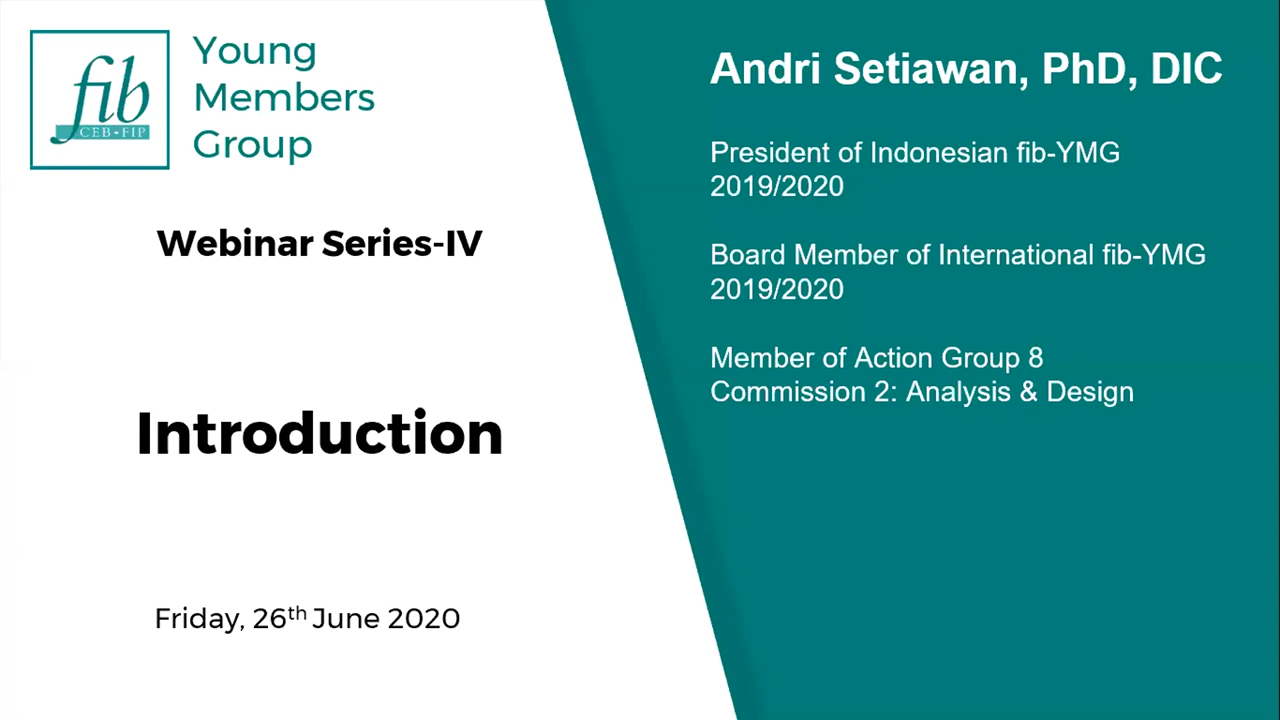 fib
CEB-FIP
Young
Members
Group
Webinar Series-IV
Introduction
Friday, 26th June 2020
Andri Setiawan, PhD, DIC
President of Indonesian fib-YMG
2019/2020
Board Member of International fib-YMG
2019/2020
Member of Action Group 8
Commission 2: Analysis & Design